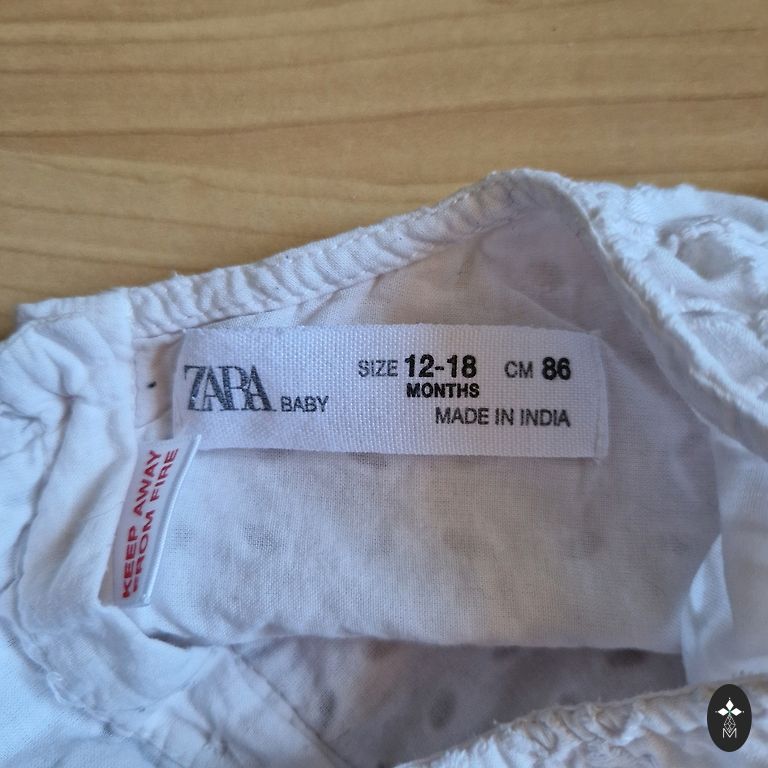 ZARA BABY
SIZE 12-18 CM 86
MONTHS
MADE IN INDIA
KEEP AWAY
FROM FIRE
M